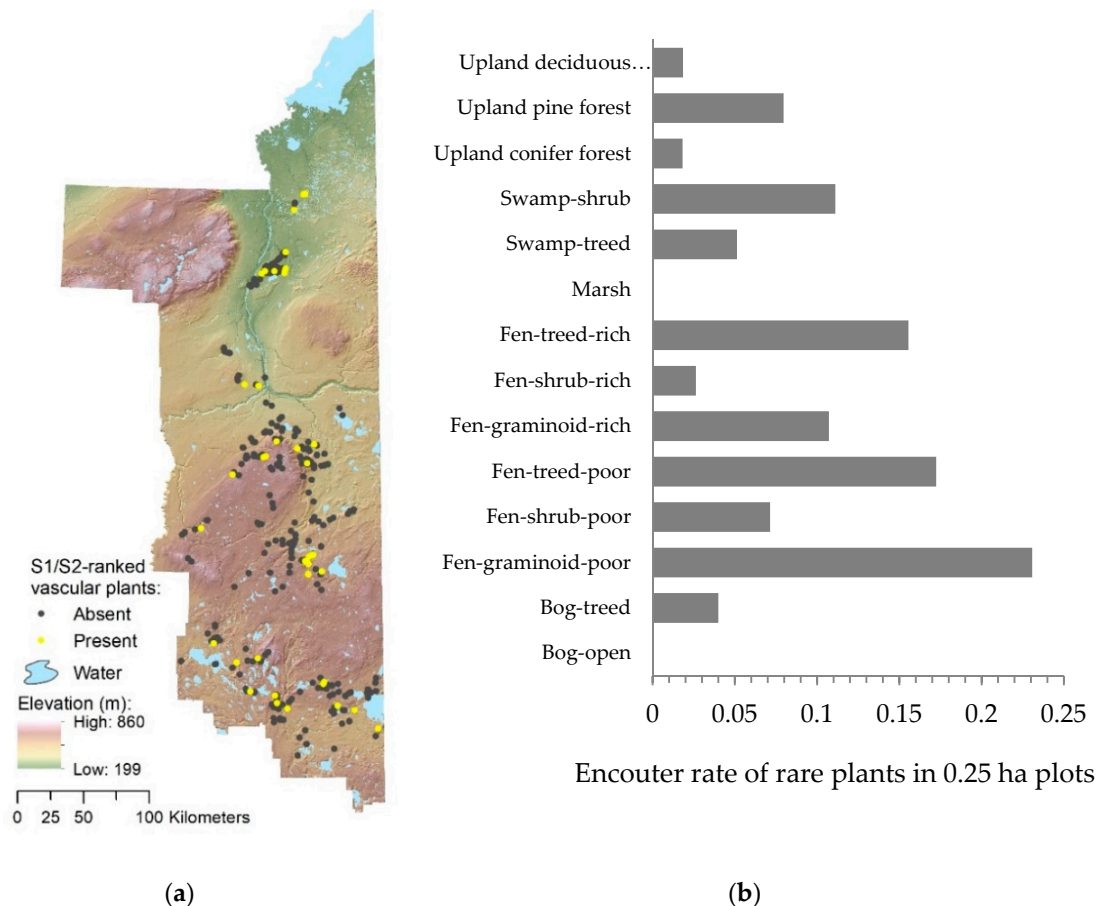 S1/S2-ranked
vascular plants:
Absent
Present
Water
Elevation (m):
High: 860
Low: 199
0 25 50 100 Kilometers
(a)
Upland deciduous…
Upland pine forest
Upland conifer forest
Swamp-shrub
Swamp-treed
Marsh
Fen-treed-rich
Fen-shrub-rich
Fen-graminoid-rich
Fen-treed-poor
Fen-shrub-poor
Fen-graminoid-poor
Bog-treed
Bog-open
0 0.05 0.1 0.15 0.2 0.25
Encouter rate of rare plants in 0.25 ha plots
(b)